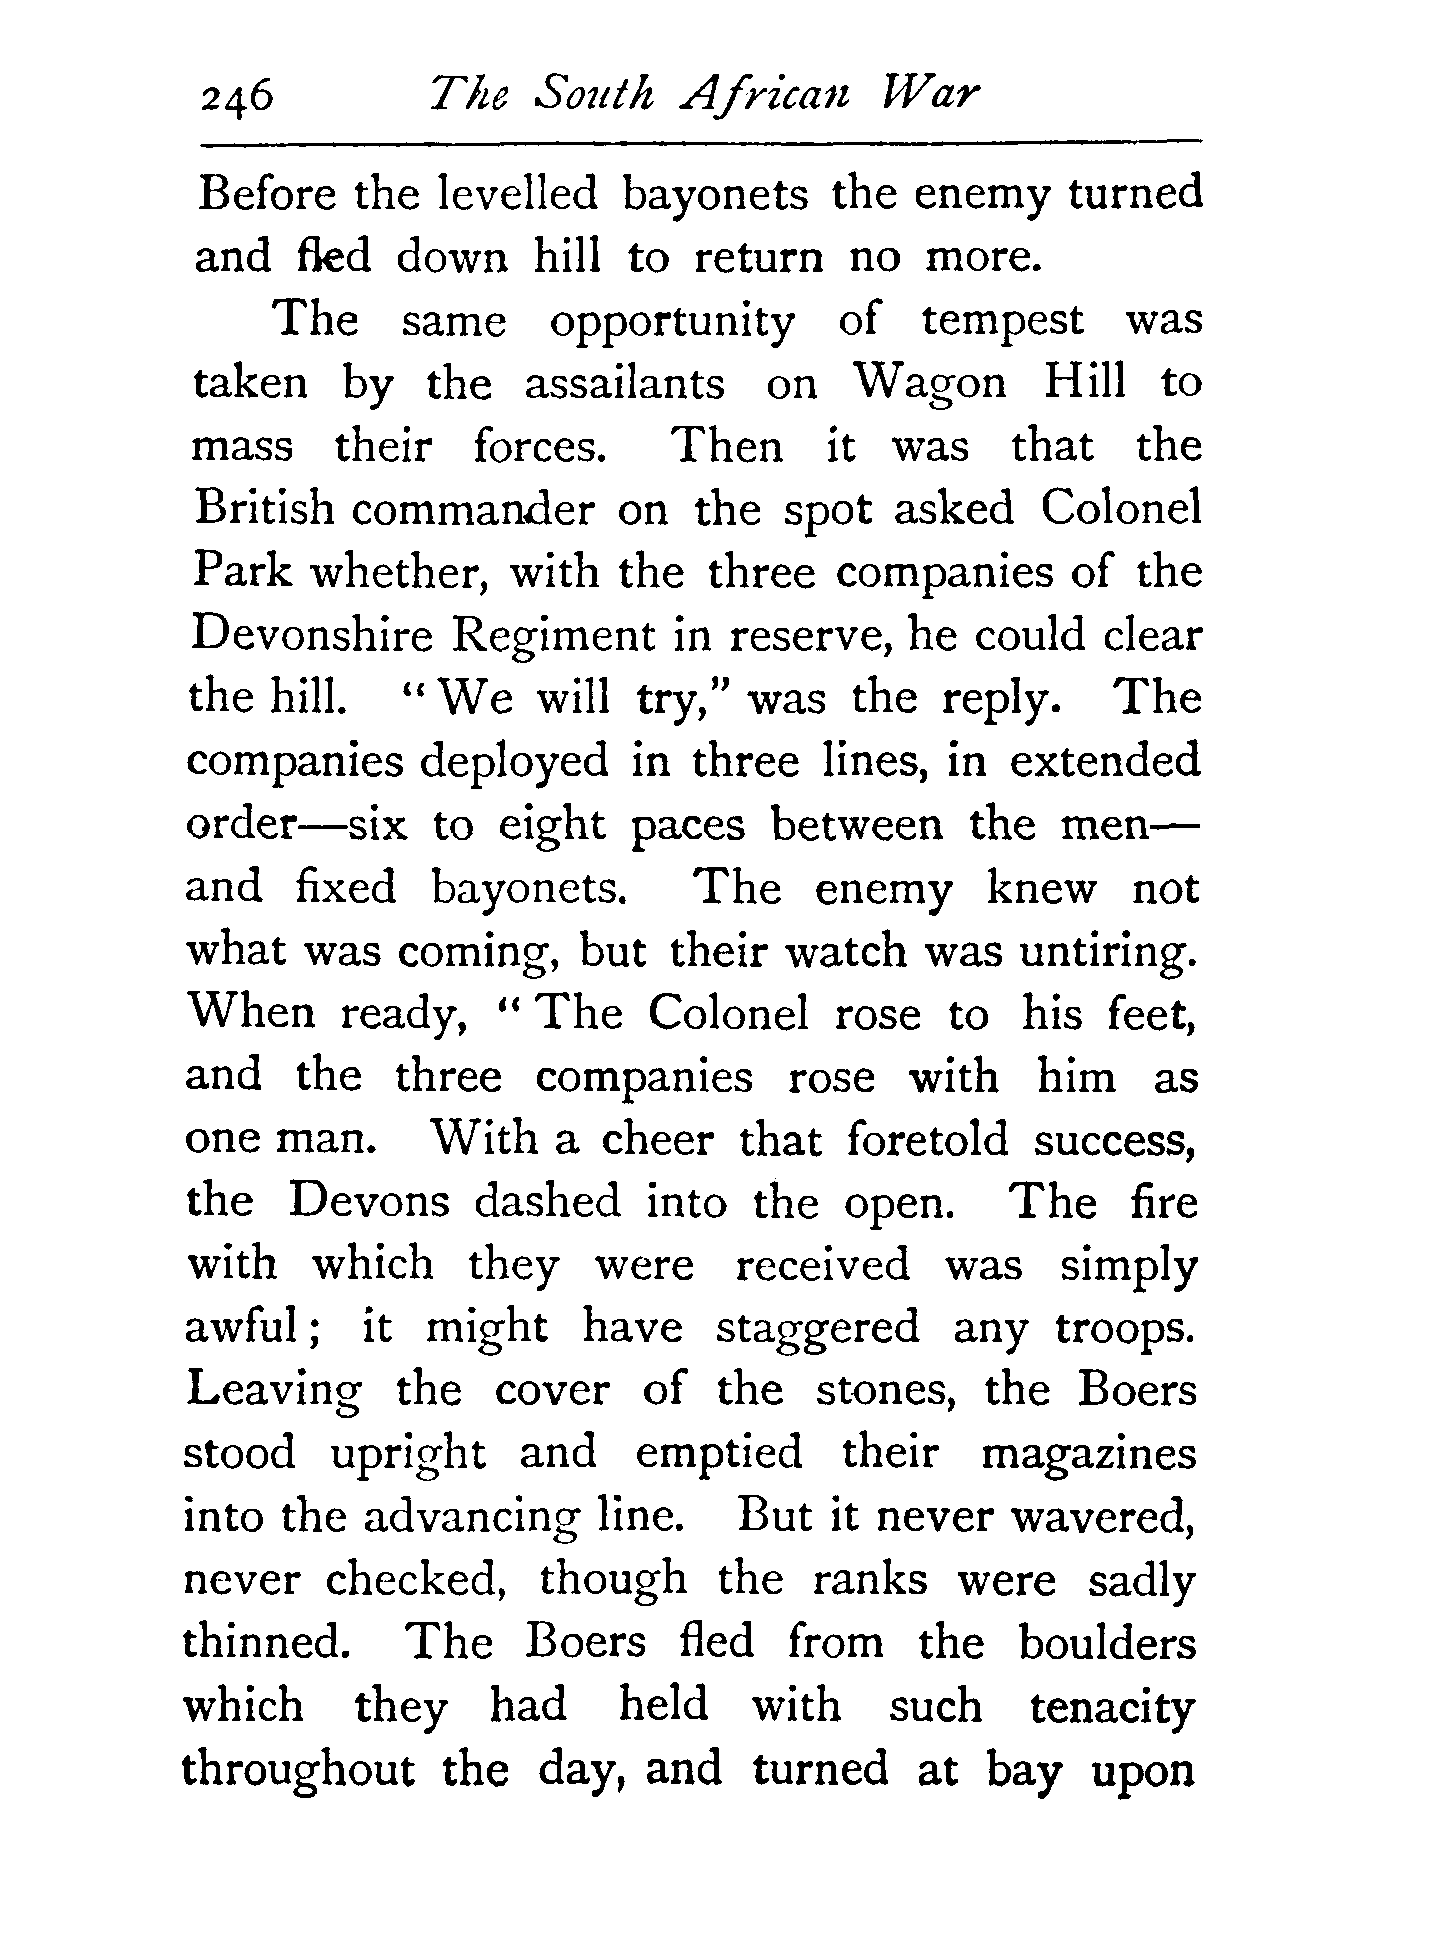 246 The South African War
Before the levelled bayonets the enemy turned
and fled down hill to return no more.
The same opportunity of tempest was
taken by the assailants on Wagon Hill to
mass their forces. Then it was that the
British commander on the spot asked Colonel
Park whether, with the three companies of the
Devonshire Regiment in reserve, he could clear
the hill. “ We will try,” was the reply. The
companies deployed in three lines, in extended
order—six to eight paces between the men—
and fixed bayonets. The enemy knew not
what was coming, but their watch was untiring.
When ready, “ The Colonel rose to his feet,
and the three companies rose with him as
one man. With a cheer that foretold success,
the Devons dashed into the open. The fire
with which they were received was simply
awful ; it might have staggered any troops.
Leaving the cover of the stones, the Boers
stood upright and emptied their magazines
into the advancing line. But it never wavered,
never checked, though the ranks were sadly
thinned. The Boers fled from the boulders
which they had held with such tenacity
throughout the day, and turned at bay upon